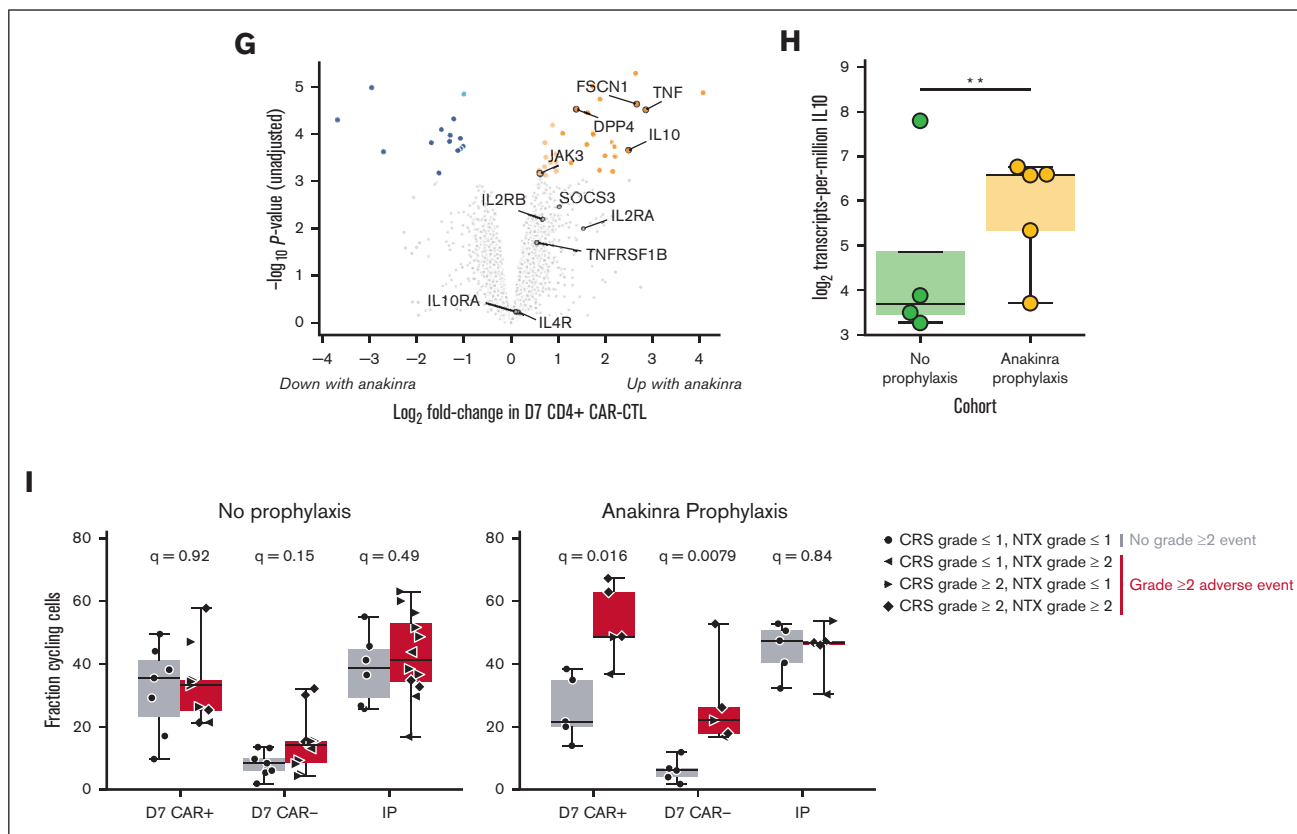 G
−log10 P-value (unadjusted)
5
4
3
2
1
0
FSCN1
TNF
DPP4
IL10
JAK3
IL2RB
SOCS3
IL2RA
TNFRSF1B
IL10RA
IL4R
−4 −3 −2 −1 0 1 2 3 4
Down with anakinra Up with anakinra
Log2 fold-change in D7 CD4+ CAR-CTL
H
log2 transcripts-per-million IL10
9
8
7
6
5
4
3
**
No
prophylaxis
Anakinra
prophylaxis
Cohort
I
No prophylaxis
Fraction cycling cells
80
60
40
20
0
q = 0.92 q = 0.15 q = 0.49
D7 CAR+ D7 CAR− IP
Anakinra Prophylaxis
80
60
40
20
0
q = 0.016 q = 0.0079 q = 0.84
D7 CAR+ D7 CAR− IP
CRS grade ≤ 1, NTX grade ≤ 1
No grade ≥2 event
CRS grade ≤ 1, NTX grade ≥ 2
CRS grade ≥ 2, NTX grade ≤ 1
CRS grade ≥ 2, NTX grade ≥ 2
Grade ≥2 adverse event